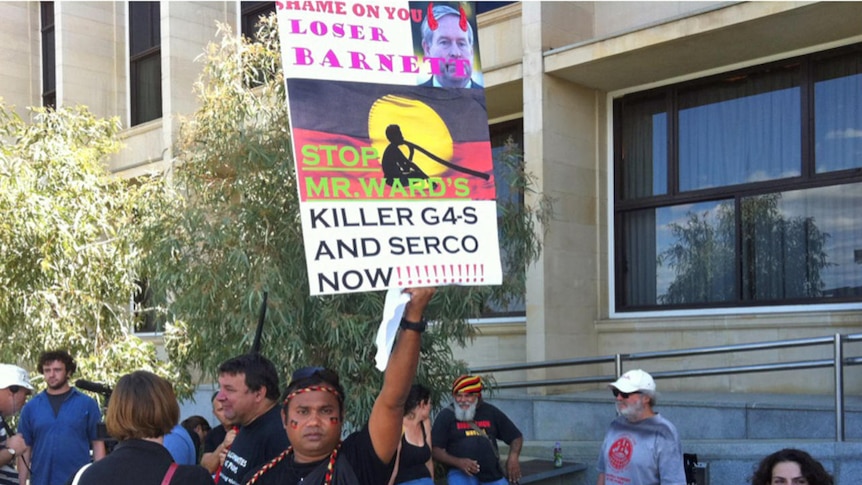 SHAME ON YOU
LOSER
BARNETT
STOP
MR.WARD'S
KILLER G4-S
AND SERCO
NOW!!!!!!!!!!!!